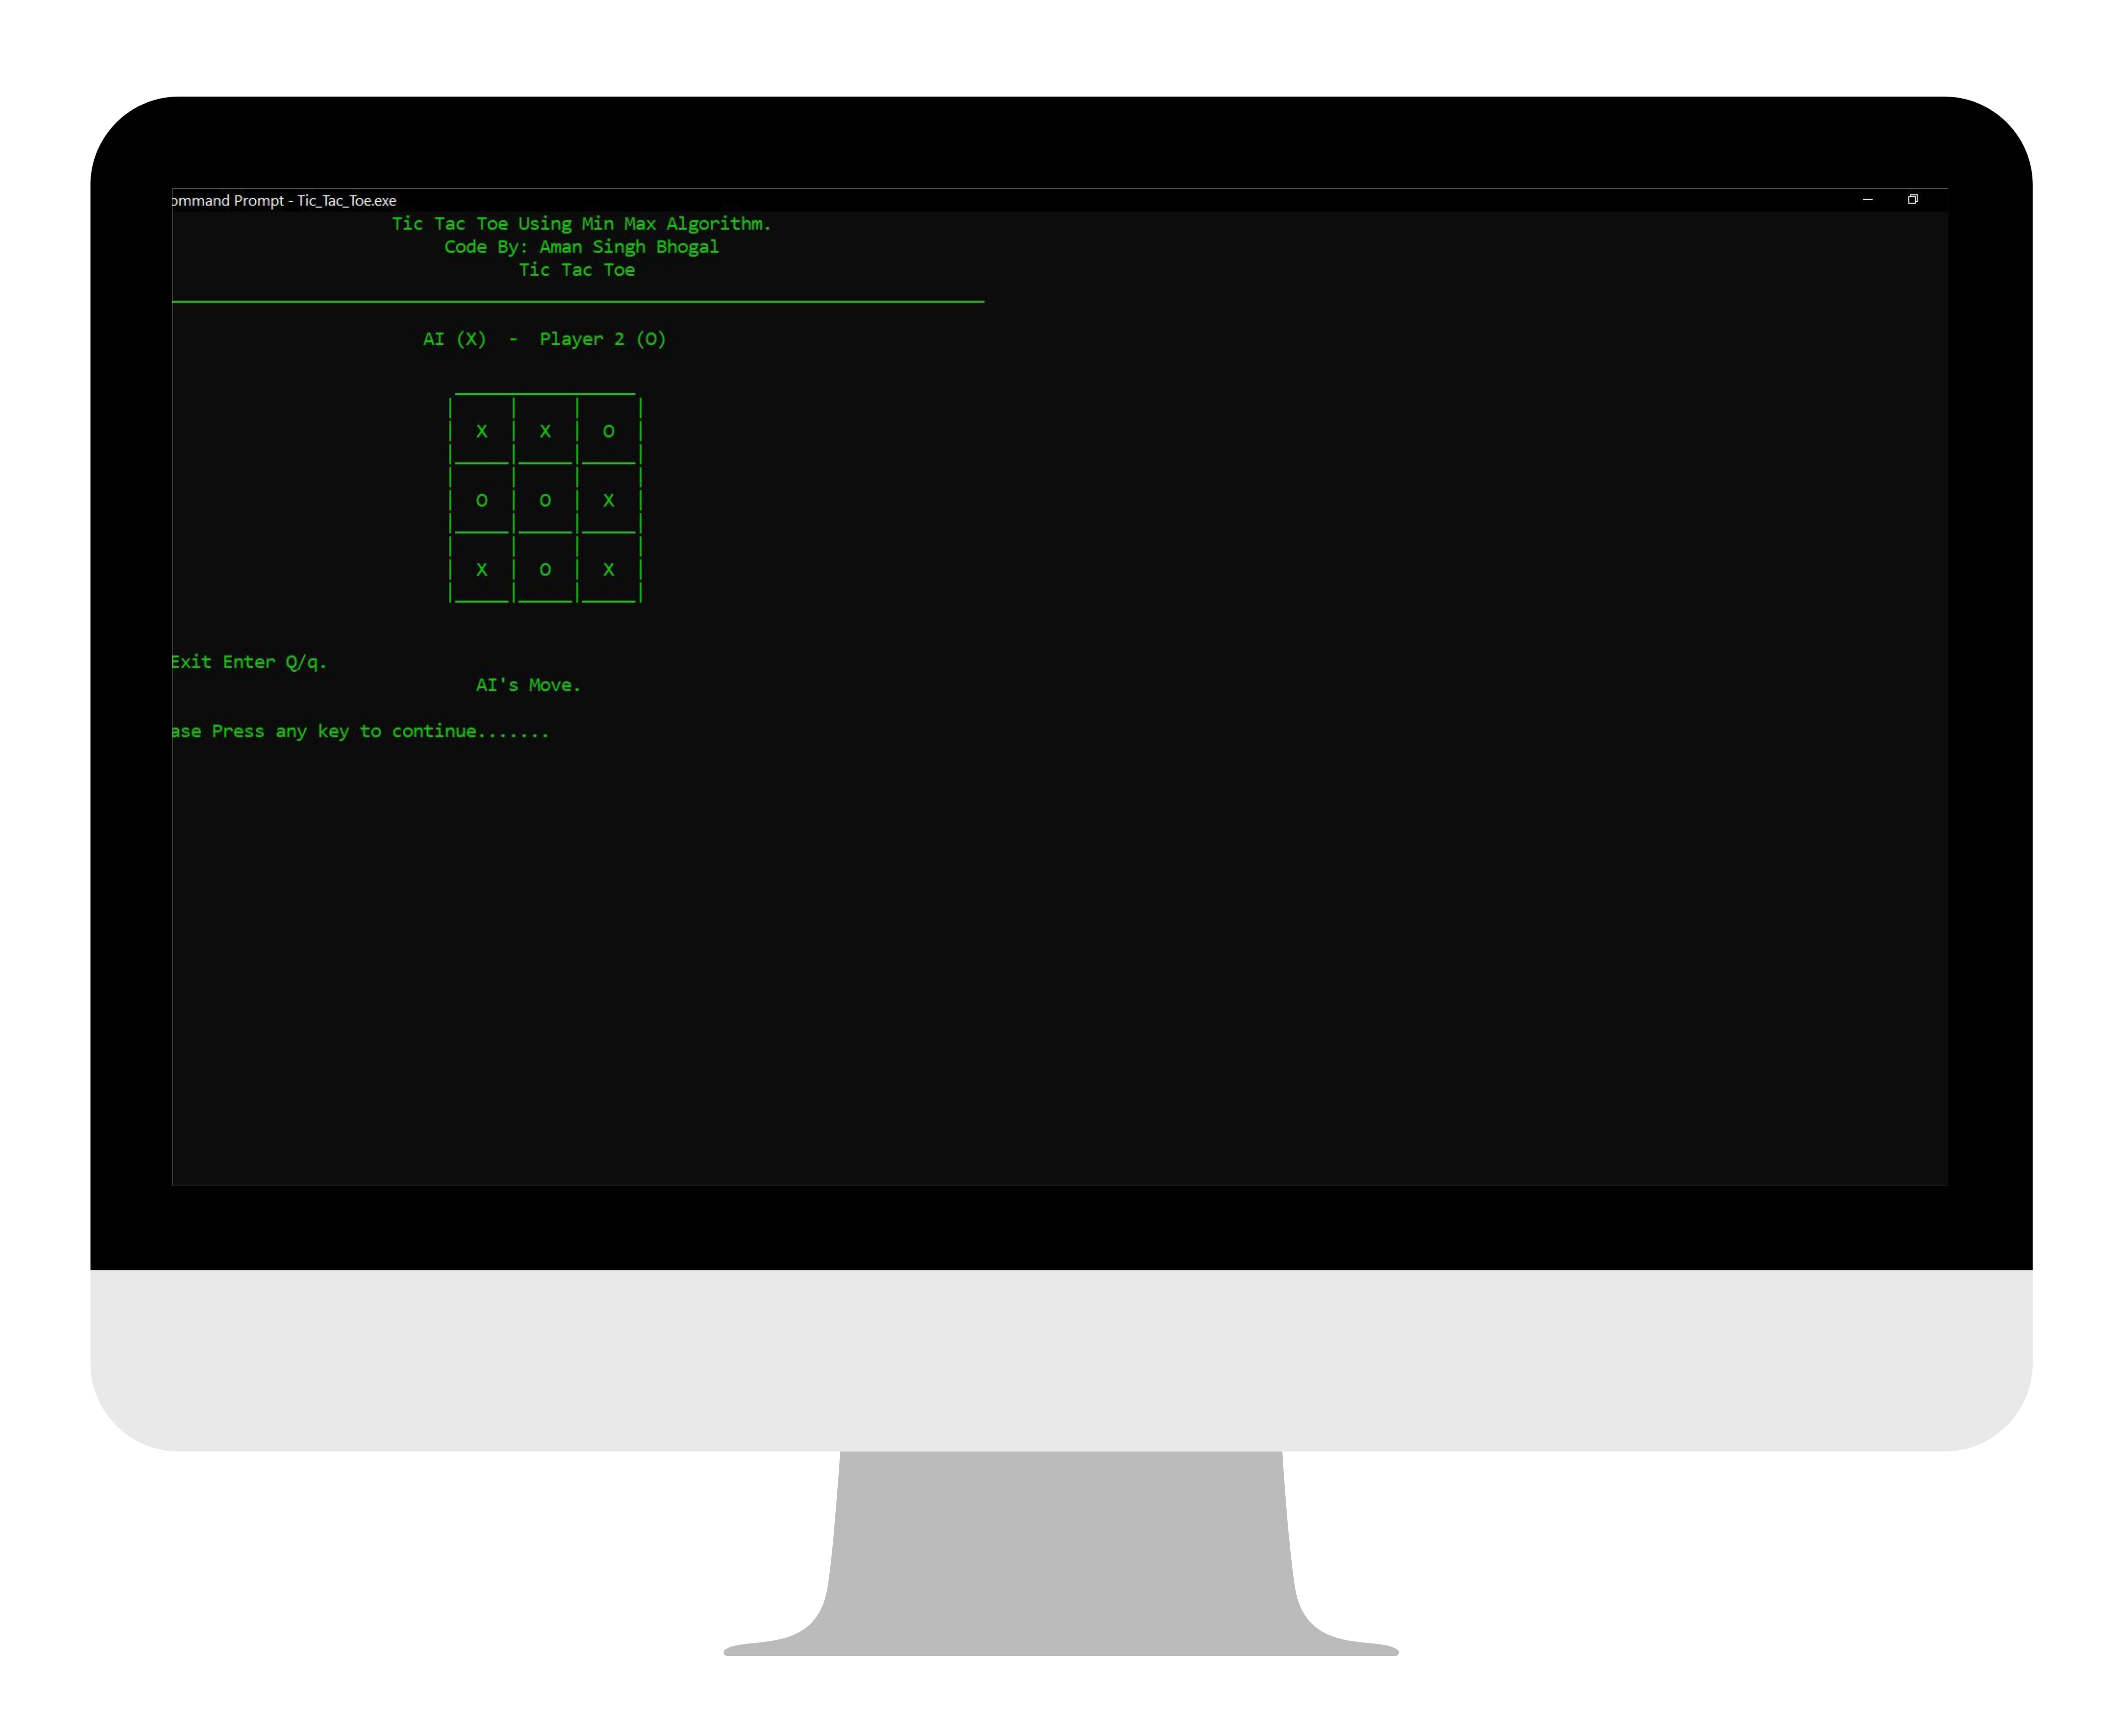 ommand Prompt - Tic_Tac_Toe.exe
Tic Tac Toe Using Min Max Algorithm.
Code By: Aman Singh Bhogal
Tic Tac Toe
AI (X) - Player 2 (O)
X X O
O O X
X O X
Exit Enter Q/q.
AI's Move.
ase Press any key to continue.......